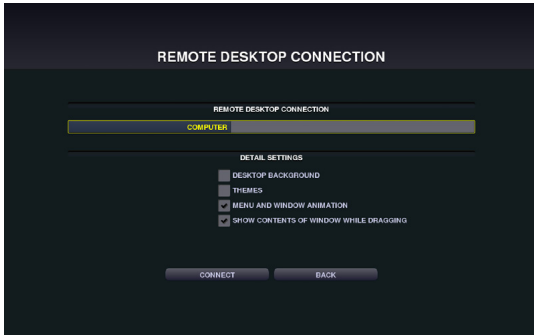 REMOTE DESKTOP CONNECTION
REMOTE DESKTOP CONNECTION
COMPUTER
DETAIL SETTINGS
DESKTOP BACKGROUND
THEMES
MENU AND WINDOW ANIMATION
SHOW CONTENTS OF WINDOW WHILE DRAGGING
CONNECT BACK